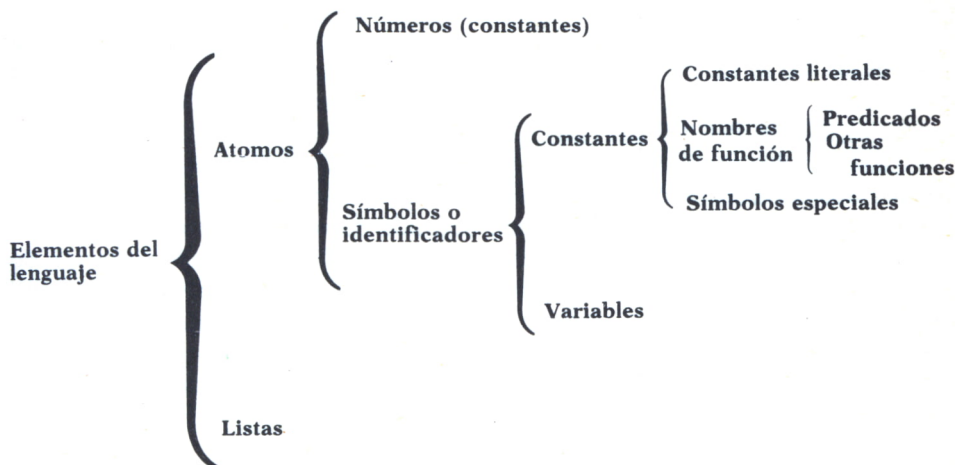 Números (constantes)
Constantes literales
Predicados
Nombres
Otras
Constantes
Atomos
de función
funciones
Símbolos o
Símbolos especiales
identificadores
Elementos del
lenguaje
Variables
Listas